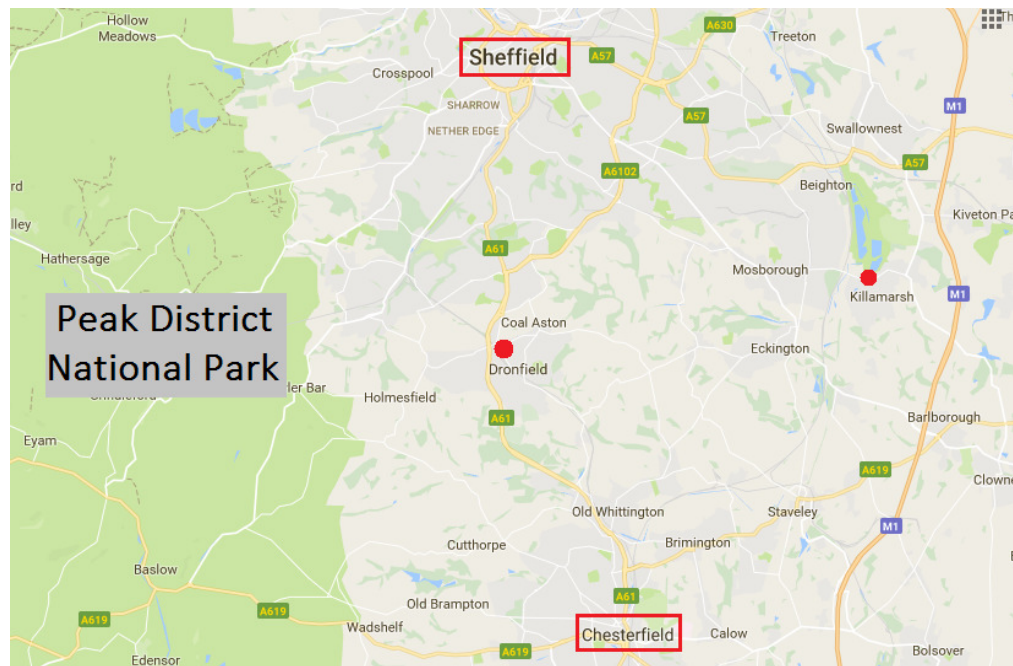 Hollow
Meadows
Sheffield
A630
Treeton
Th
Crosspool
A57
SHARROW
M1
NETHER EDGE
A57
Swallownest
A57
A6102
rd
Beighton
lley
Kiveton Pa
A61
Hathersage
Mosborough
Killamarsh
M1
Peak District
National Park
Coal Aston
Eckington
Dronfield
ler Bar
Holmesfield
A61
Barlborough
Eyam
A619
Clowne
Old Whittington
Staveley
M1
Cutthorpe
Brimington
Baslow
A61
Old Brampton
A619
A619
Wadshelf
Chesterfield
Calow
A619
Bolsover
Edensor